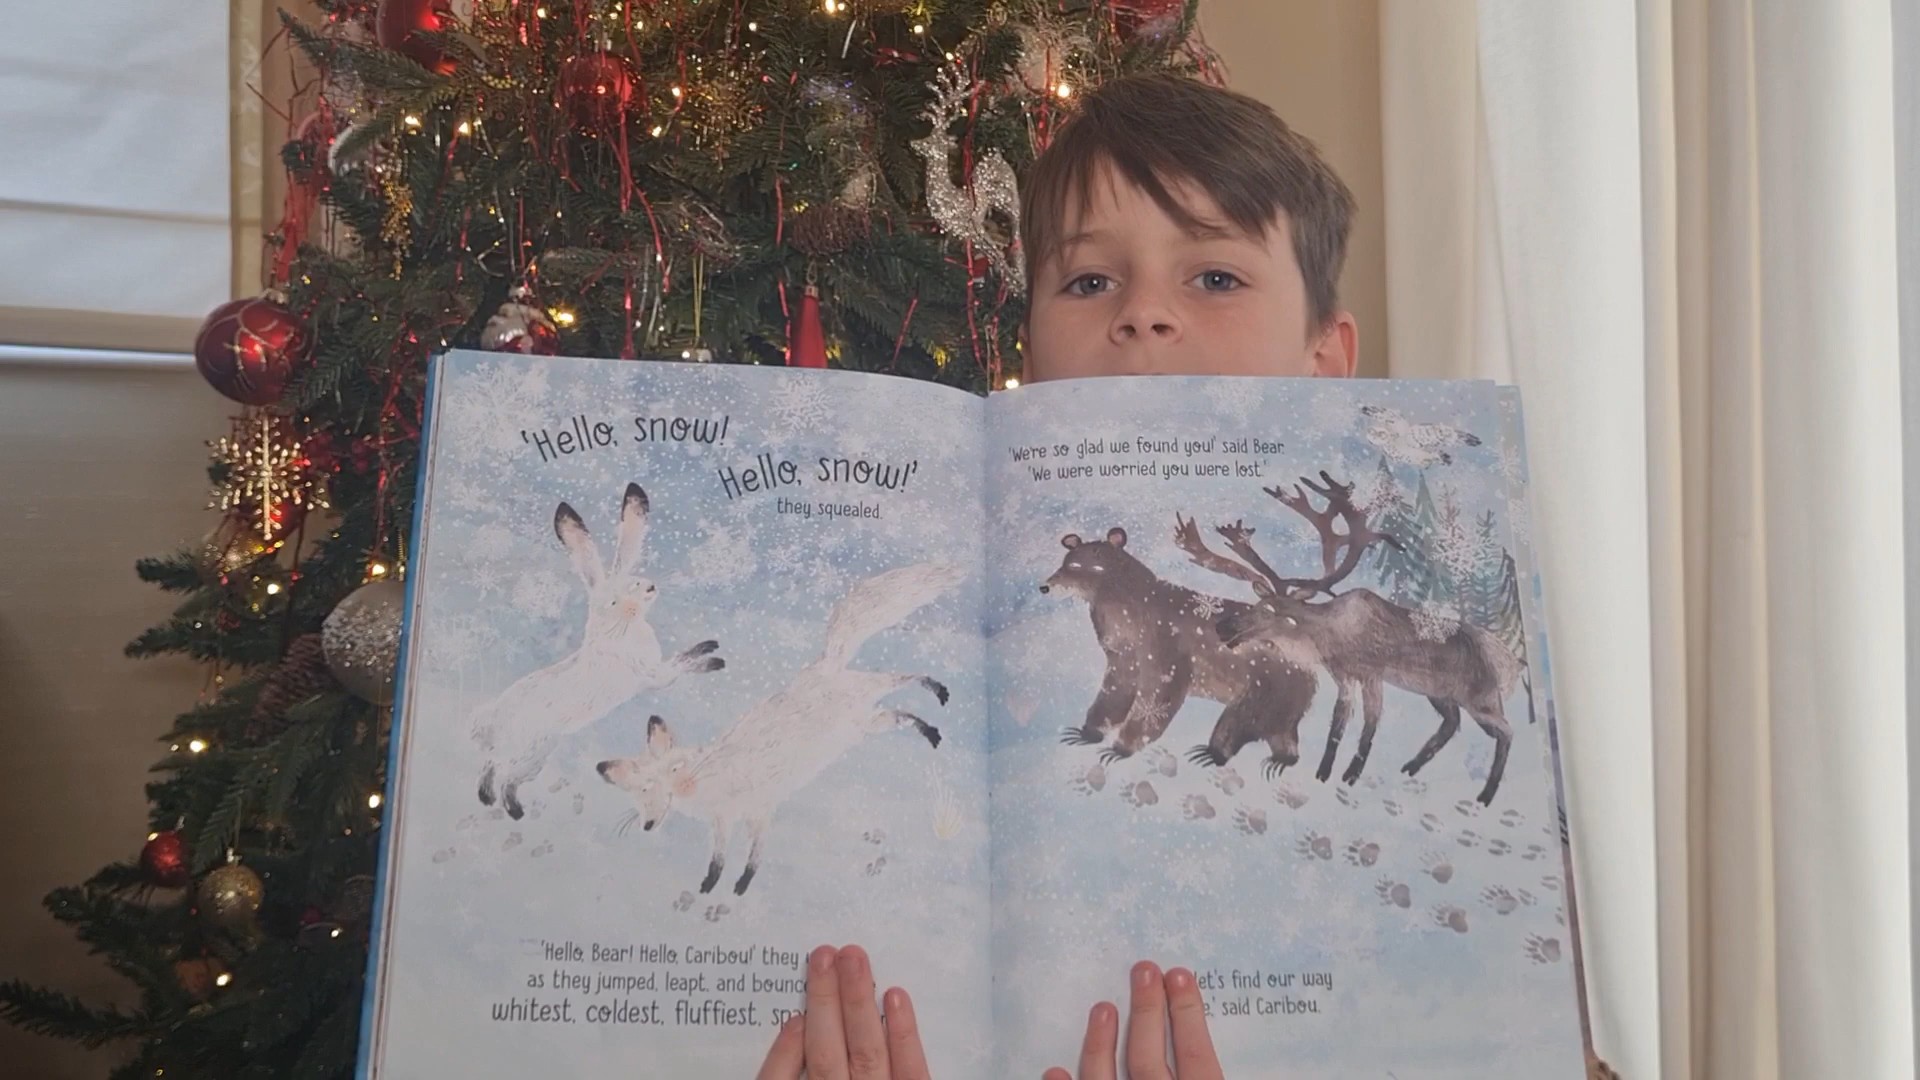 'Hello, snow!
Hello, snow!'
they squealed.
'Hello, Bear! Hello, Caribou!' they
as they jumped, leapt, and
whitest, coldest, fluffiest,
'We're so glad we found you!' said Bear.
'We were worried you were lost.'
let's find our way
said Caribou.